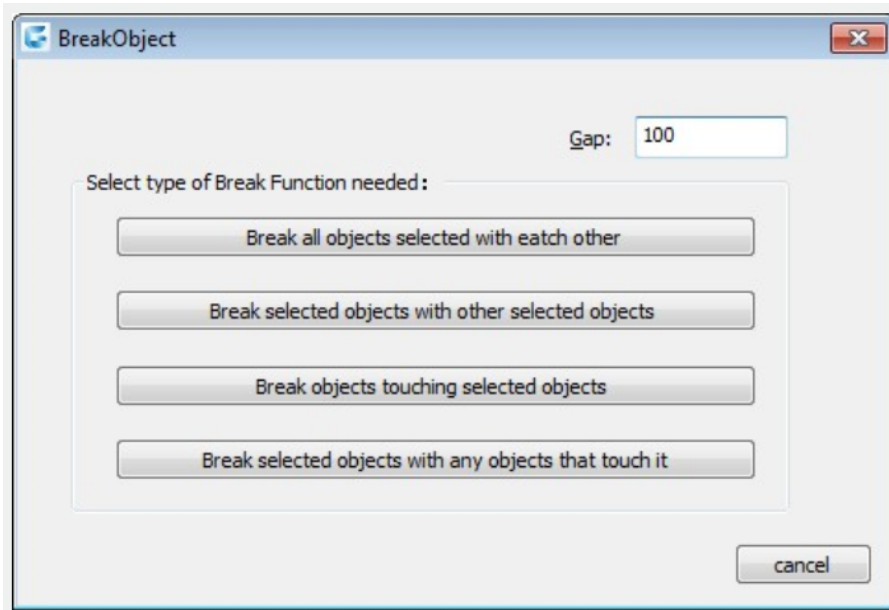 BreakObject
Gap: 100
Select type of Break Function needed:
Break all objects selected with eatch other
Break selected objects with other selected objects
Break objects touching selected objects
Break selected objects with any objects that touch it
cancel